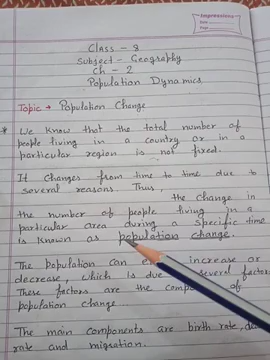 Impressions
Date
Class - 8
Subject - Geography
Ch - 2
Population Dynamics
Topic → Population Change
* We know that the total number of
people living in a country or in a
particular region is not fixed.
It changes from time to time due to
several reasons. Thus,
the change in
the number of people living in a
particular area during a specific time
is known as population change.
The population can increase or
decrease, which is due several factors
These factors are the of
population change
The main components are birth rate,
rate and migration.